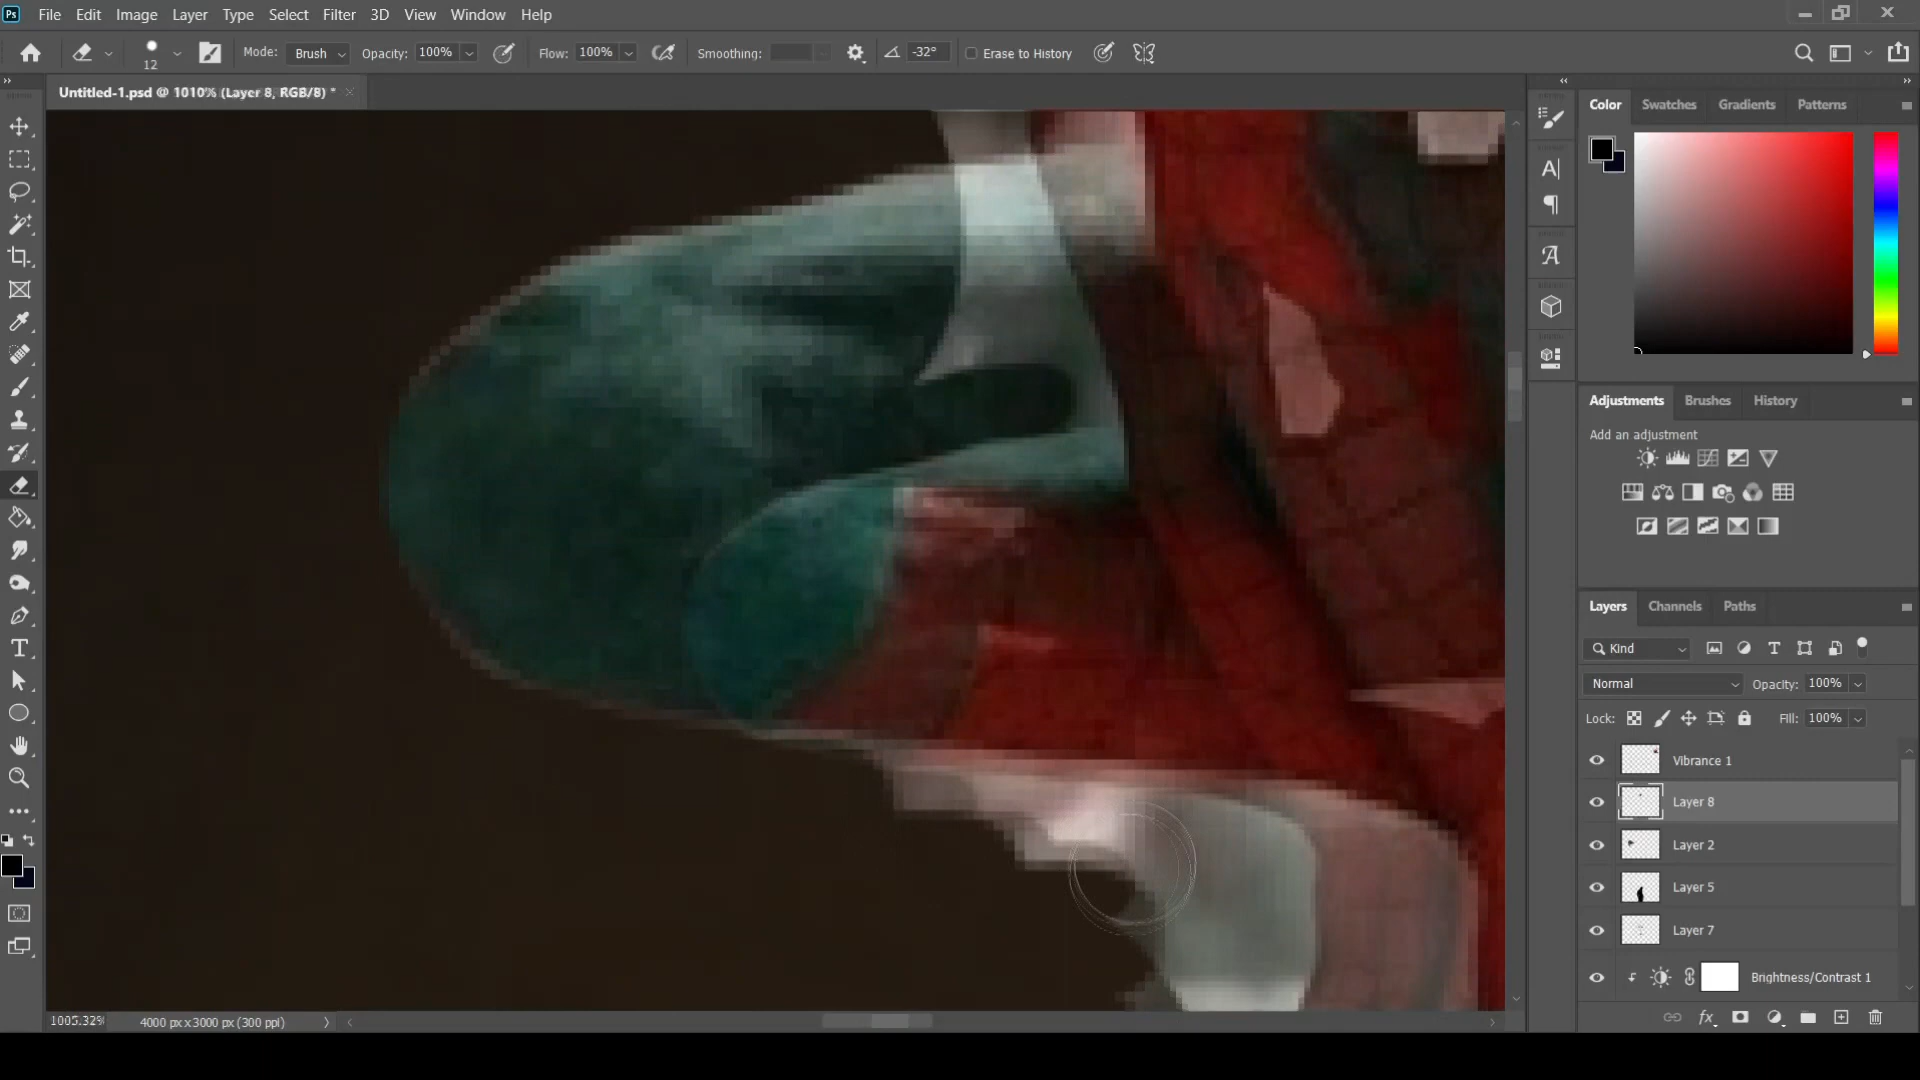 Ps File Edit Image Layer Type Select Filter 3D View Window Help
12 Mode: Brush Opacity: 100% Flow: 100% Smoothing: -32° Erase to History
Untitled-1.psd @ 1010% (Layer 8, RGB/8) *
Color Swatches Gradients Patterns
Adjustments Brushes History
Add an adjustment
Layers Channels Paths
Kind
Normal Opacity: 100%
Lock: Fill: 100%
Vibrance 1
Layer 8
Layer 2
Layer 5
Layer 7
Brightness/Contrast 1
fx
1005.32% 4000 px x 3000 px (300 ppi)